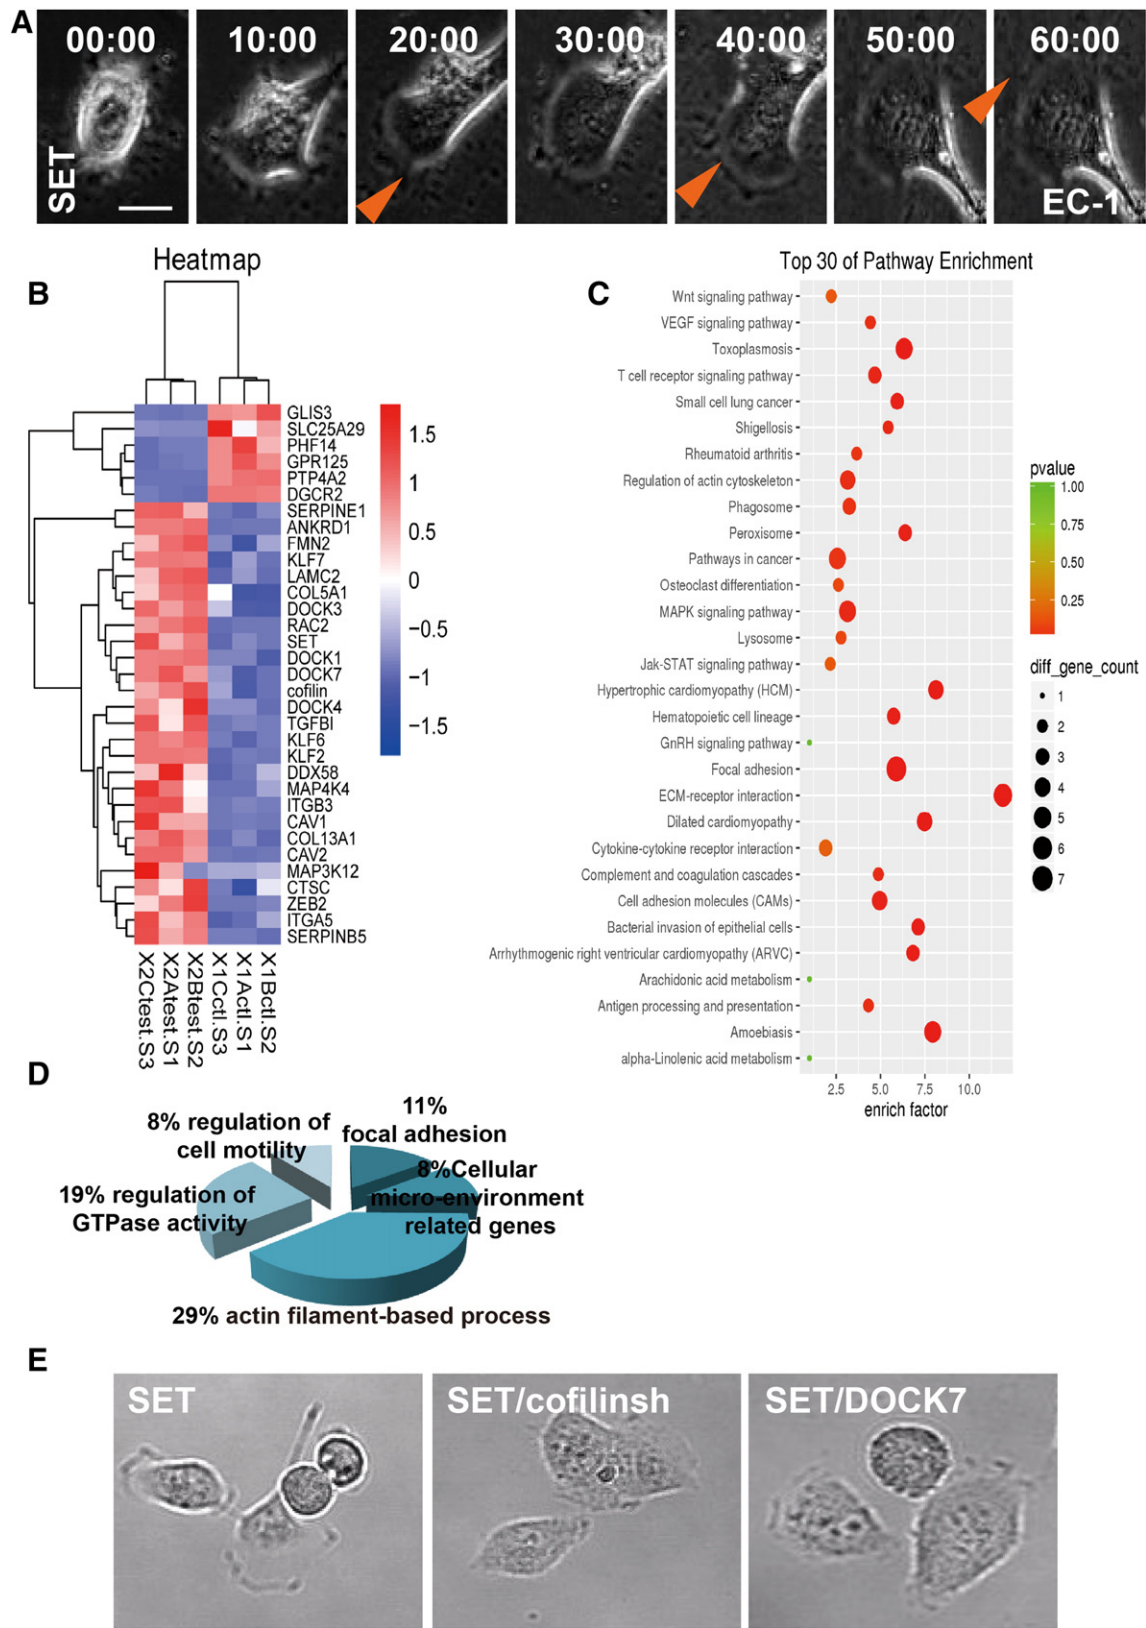 A
00:00
10:00
20:00
30:00
40:00
50:00
60:00
SET
EC-1
B
Heatmap
GLIS3
SLC25A29
PHF14
GPR125
PTP4A2
DGCR2
SERPINE1
ANKRD1
FMN2
KLF7
LAMC2
COL5A1
DOCK3
RAC2
SET
DOCK1
DOCK7
cofilin
DOCK4
TGFBI
KLF6
KLF2
DDX58
MAP4K4
ITGB3
CAV1
COL13A1
CAV2
MAP3K12
CTSC
ZEB2
ITGA5
SERPINB5
1.5
1
0.5
0
−0.5
−1
−1.5
X2Ctest.S3
X2Atest.S1
X2Btest.S2
X1Cctl.S3
X1Actl.S1
X1Bctl.S2
C
Top 30 of Pathway Enrichment
Wnt signaling pathway
VEGF signaling pathway
Toxoplasmosis
T cell receptor signaling pathway
Small cell lung cancer
Shigellosis
Rheumatoid arthritis
Regulation of actin cytoskeleton
Phagosome
Peroxisome
Pathways in cancer
Osteoclast differentiation
MAPK signaling pathway
Lysosome
Jak-STAT signaling pathway
Hypertrophic cardiomyopathy (HCM)
Hematopoietic cell lineage
GnRH signaling pathway
Focal adhesion
ECM-receptor interaction
Dilated cardiomyopathy
Cytokine-cytokine receptor interaction
Complement and coagulation cascades
Cell adhesion molecules (CAMs)
Bacterial invasion of epithelial cells
Arrhythmogenic right ventricular cardiomyopathy (ARVC)
Arachidonic acid metabolism
Antigen processing and presentation
Amoebiasis
alpha-Linolenic acid metabolism
2.5
5.0
7.5
10.0
enrich factor
pvalue
1.00
0.75
0.50
0.25
diff_gene_count
1
2
3
4
5
6
7
D
8% regulation of
cell motility
11%
focal adhesion
19% regulation of
GTPase activity
8%Cellular
micro-environment
related genes
29% actin filament-based process
E
SET
SET/cofilinsh
SET/DOCK7